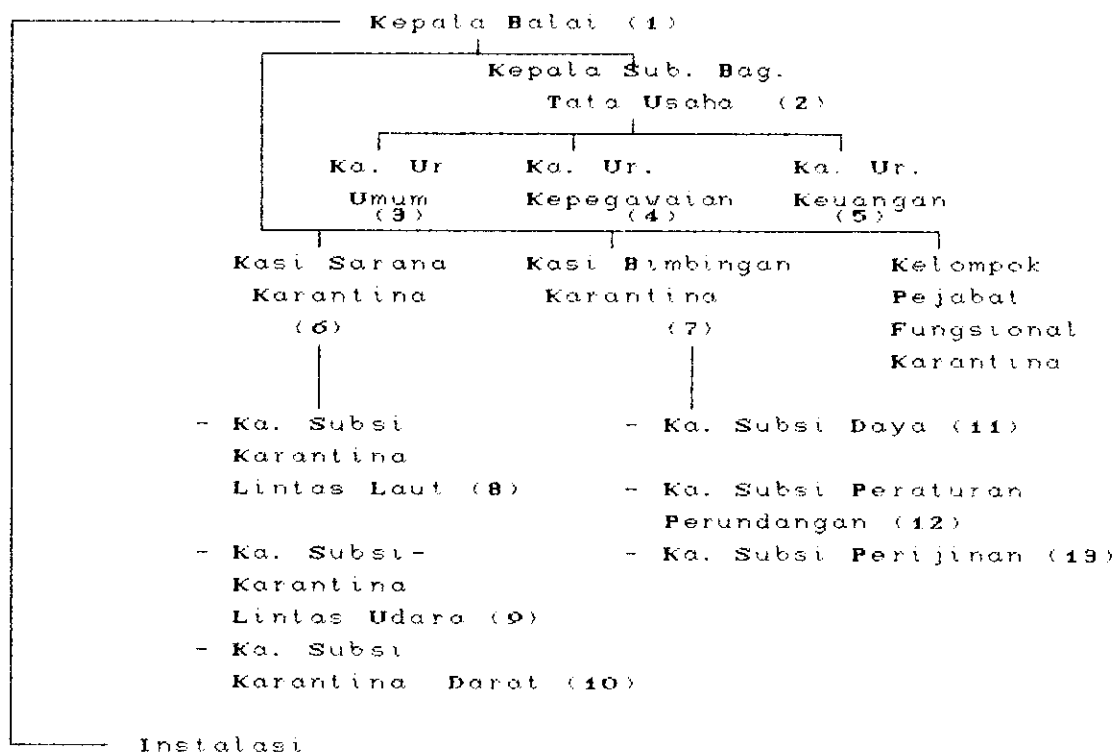 Kepala Balai (1)
Kepala Sub. Bag.
Tata Usaha (2)
Ka. Ur
Umum
(3)
Ka. Ur.
Kepegawaian
(4)
Ka. Ur.
Keuangan
(5)
Kasi Sarana
Karantina
(6)
Kasi Bimbingan
Karantina
(7)
Kelompok
Pejabat
Fungsional
Karantina
- Ka. Subsi
Karantina
Lintas Laut (8)
- Ka. Subsi-
Karantina
Lintas Udara (9)
- Ka. Subsi
Karantina Darat (10)
- Ka. Subsi Daya (11)
- Ka. Subsi Peraturan
Perundangan (12)
- Ka. Subsi Perijinan (13)
Instalasi